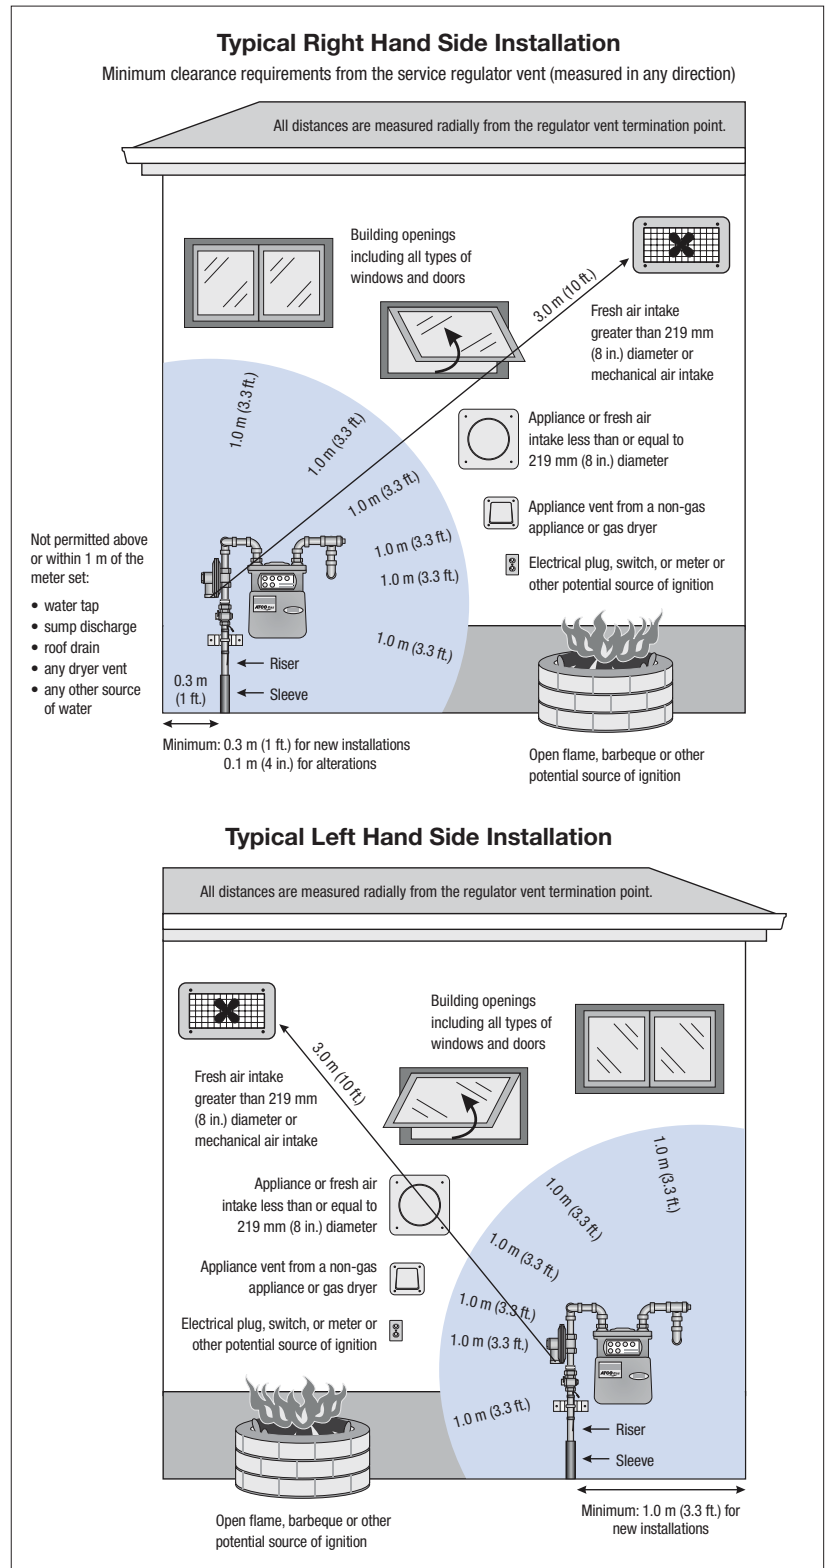 Typical Right Hand Side Installation
Minimum clearance requirements from the service regulator vent (measured in any direction)
All distances are measured radially from the regulator vent termination point.
Building openings
including all types of
windows and doors
3.0 m (10 ft.)
Fresh air intake
greater than 219 mm
(8 in.) diameter or
mechanical air intake
1.0 m (3.3 ft.)
1.0 m (3.3 ft.)
1.0 m (3.3 ft.)
1.0 m (3.3 ft.)
1.0 m (3.3 ft.)
1.0 m (3.3 ft.)
Appliance or fresh air
intake less than or equal to
219 mm (8 in.) diameter
Appliance vent from a non-gas
appliance or gas dryer
Electrical plug, switch, or meter or
other potential source of ignition
Not permitted above
or within 1 m of the
meter set:
• water tap
• sump discharge
• roof drain
• any dryer vent
• any other source
of water
ATCO
Riser
Sleeve
0.3 m
(1 ft.)
Minimum: 0.3 m (1 ft.) for new installations
0.1 m (4 in.) for alterations
Open flame, barbeque or other
potential source of ignition
Typical Left Hand Side Installation
All distances are measured radially from the regulator vent termination point.
Building openings
including all types of
windows and doors
3.0 m (10 ft.)
Fresh air intake
greater than 219 mm
(8 in.) diameter or
mechanical air intake
1.0 m (3.3 ft.)
1.0 m (3.3 ft.)
1.0 m (3.3 ft.)
1.0 m (3.3 ft.)
1.0 m (3.3 ft.)
1.0 m (3.3 ft.)
Appliance or fresh air
intake less than or equal to
219 mm (8 in.) diameter
Appliance vent from a non-gas
appliance or gas dryer
Electrical plug, switch, or meter or
other potential source of ignition
ATCO
Riser
Sleeve
Minimum: 1.0 m (3.3 ft.) for
new installations
Open flame, barbeque or other
potential source of ignition